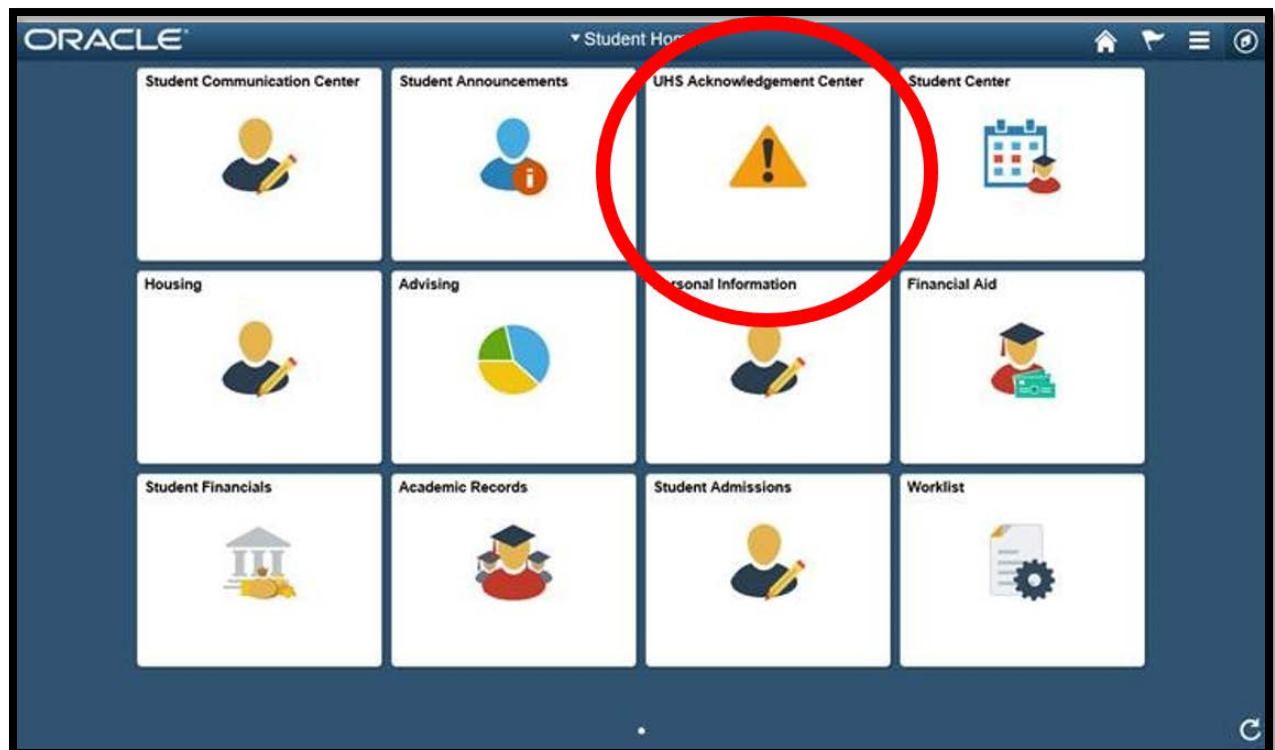 ORACLE
Student Hom
Student Communication Center
Student Announcements
UHS Acknowledgement Center
Student Center
Housing
Advising
rsonal Information
Financial Aid
Student Financials
Academic Records
Student Admissions
Worklist